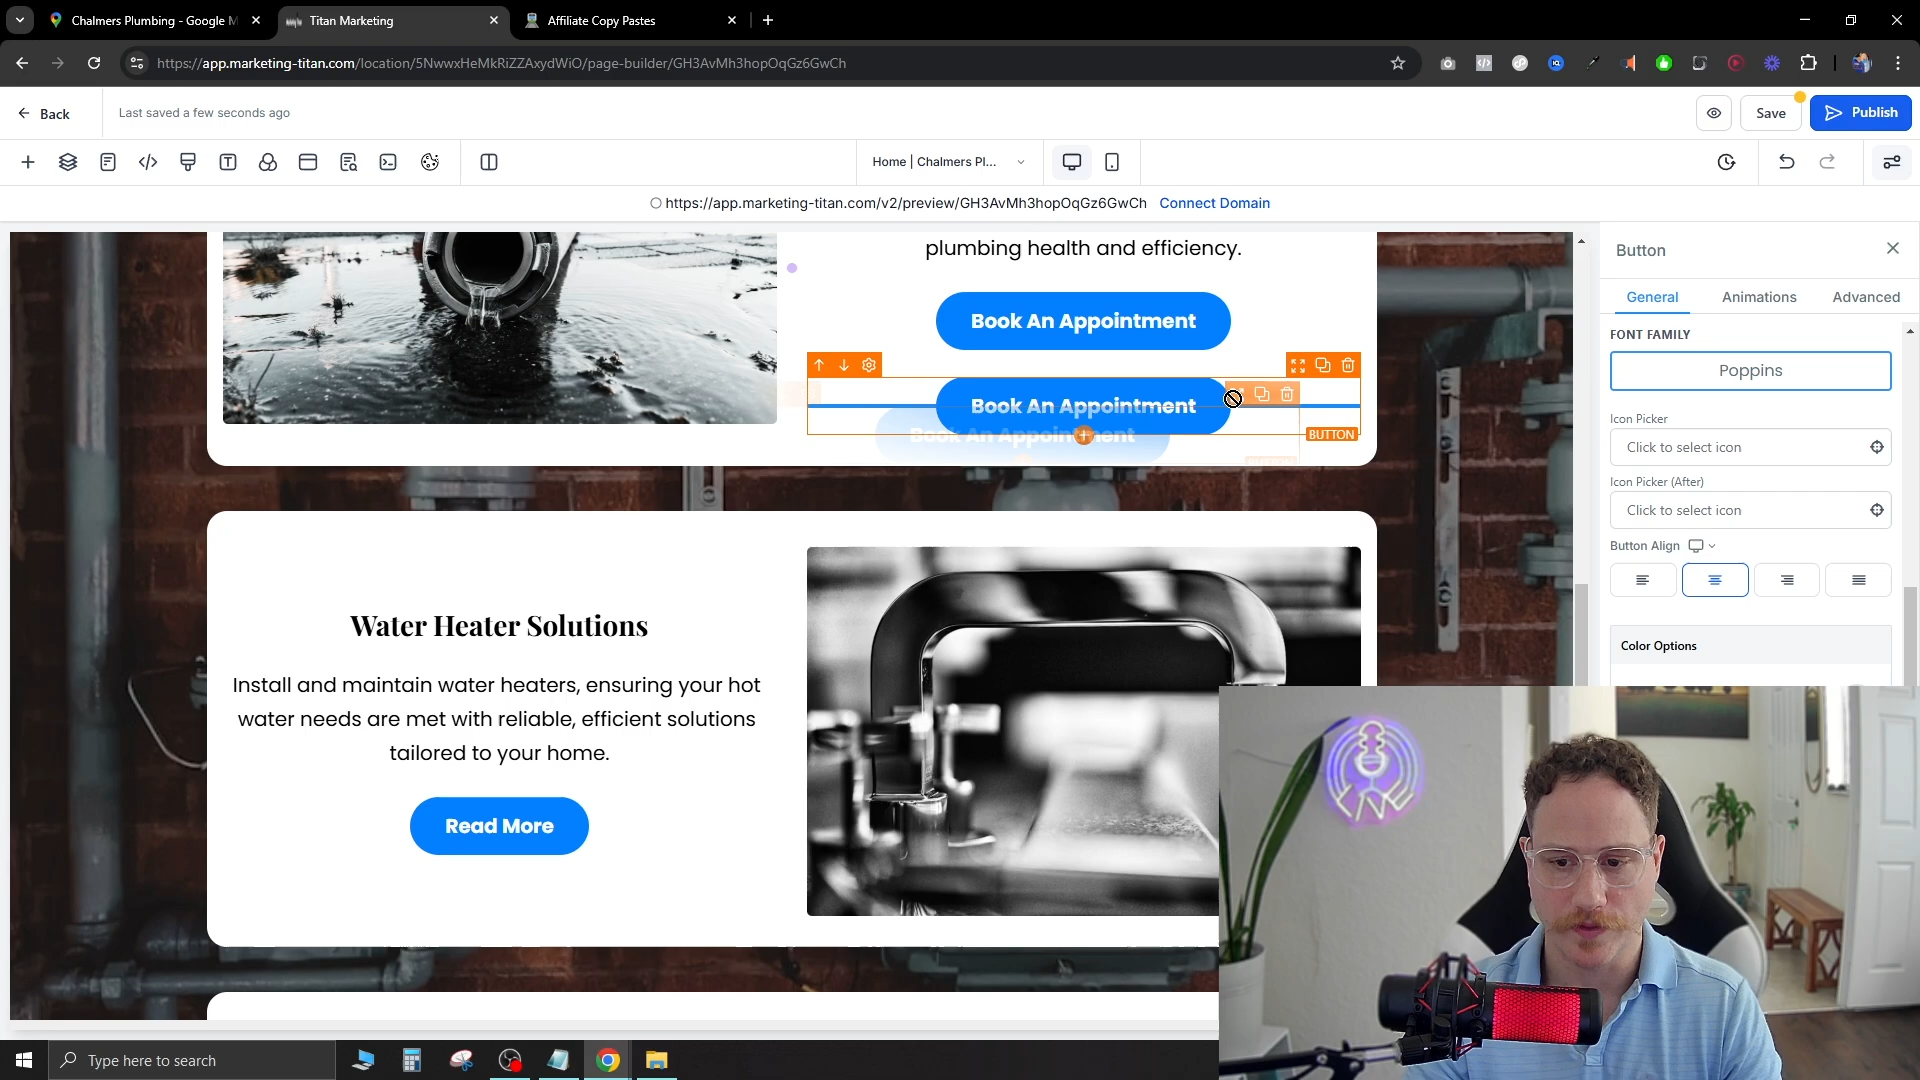 Chalmers Plumbing - Google M
Titan Marketing
Affiliate Copy Pastes
https://app.marketing-titan.com/location/5NwwxHeMkRiZZAxydWiO/page-builder/GH3AvMh3hopOqGz6GwCh
Back
Last saved a few seconds ago
Save
Publish
Home | Chalmers Pl...
https://app.marketing-titan.com/v2/preview/GH3AvMh3hopOqGz6GwCh Connect Domain
plumbing health and efficiency.
Book An Appointment
Book An Appointment
Book An Appointment
BUTTON
Water Heater Solutions
Install and maintain water heaters, ensuring your hot
water needs are met with reliable, efficient solutions
tailored to your home.
Read More
Button
General
Animations
Advanced
FONT FAMILY
Poppins
Icon Picker
Click to select icon
Icon Picker (After)
Click to select icon
Button Align
Color Options
Type here to search